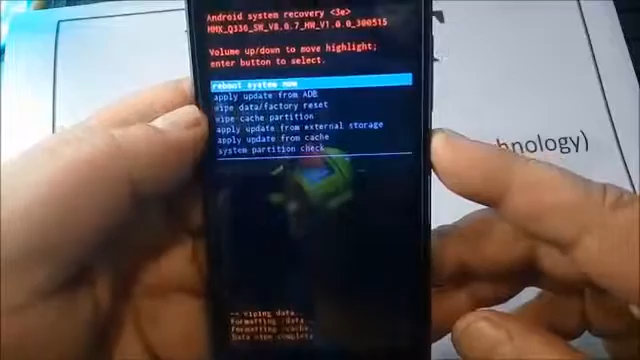 Android system recovery <3e>
MMX_Q336_SW_V8.0.7_HW_V1.0.0_300515
Volume up/down to move highlight;
enter button to select.
reboot system now
apply update from ADB
wipe data/factory reset
wipe cache partition
apply update from external storage
apply update from cache
system partition check
hnology)
-- Wiping data...
Formatting /data...
Formatting /cache...
Data wipe complete.